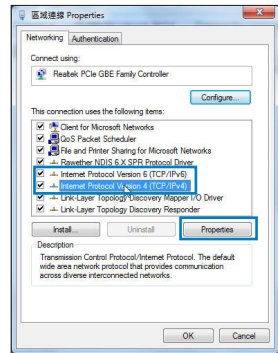 區域連線 Properties
Networking
Authentication
Connect using:
Realtek PCIe GBE Family Controller
Configure...
This connection uses the following items:
Client for Microsoft Networks
QoS Packet Scheduler
File and Printer Sharing for Microsoft Networks
Rawether NDIS 6.X SPR Protocol Driver
Internet Protocol Version 6 (TCP/IPv6)
Internet Protocol Version 4 (TCP/IPv4)
Link-Layer Topology Discovery Mapper I/O Driver
Link-Layer Topology Discovery Responder
Install...
Uninstall
Properties
Description
Transmission Control Protocol/Internet Protocol. The default
wide area network protocol that provides communication
across diverse interconnected networks.
OK
Cancel